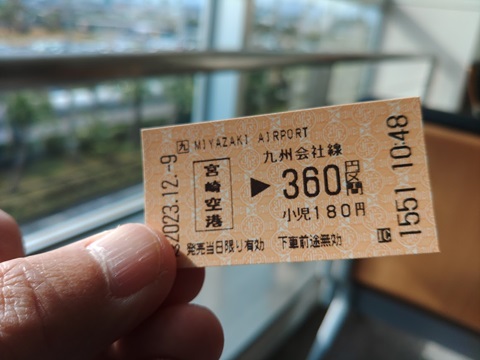 九 MIYAZAKI AIRPORT
九州会社線
宮崎空港 ▶ 360円区間
小児180円
発売当日限り有効 下車前途無効
2023.12.-9
1551 10:48
IC